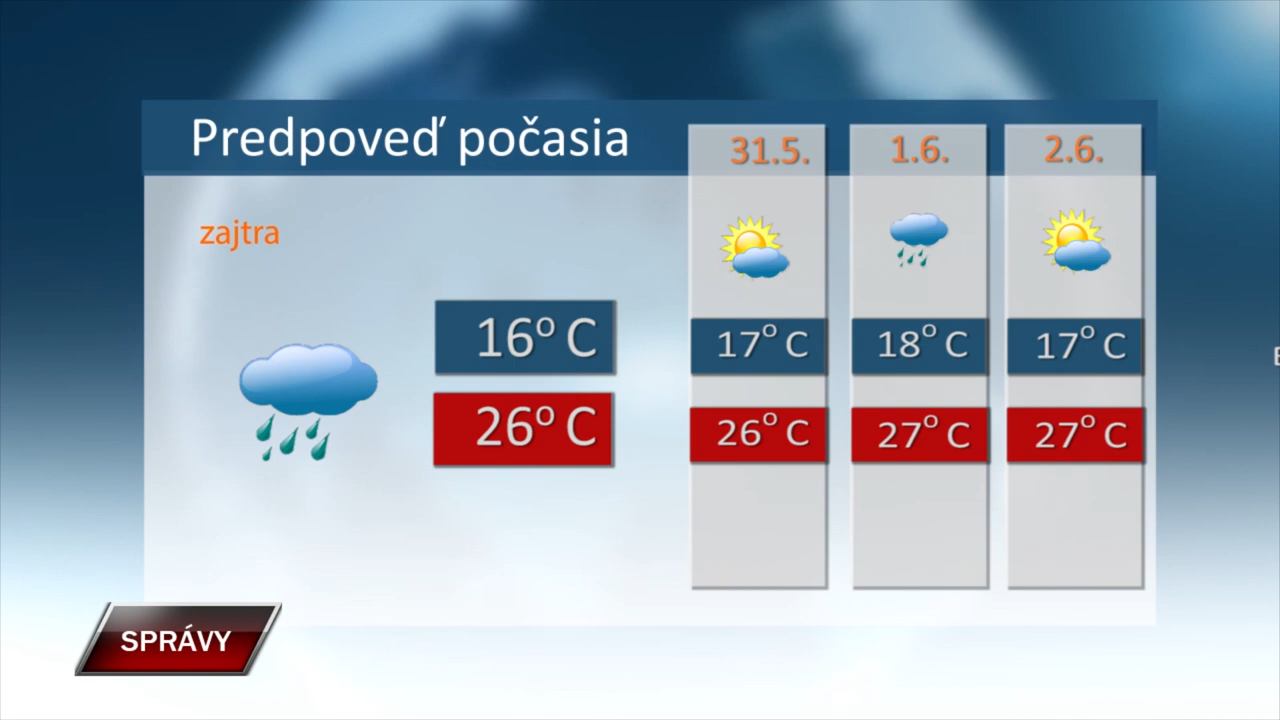 Predpoveď počasia
zajtra
16° C
26° C
31.5.
17° C
26° C
1.6.
18° C
27° C
2.6.
17° C
27° C
SPRÁVY